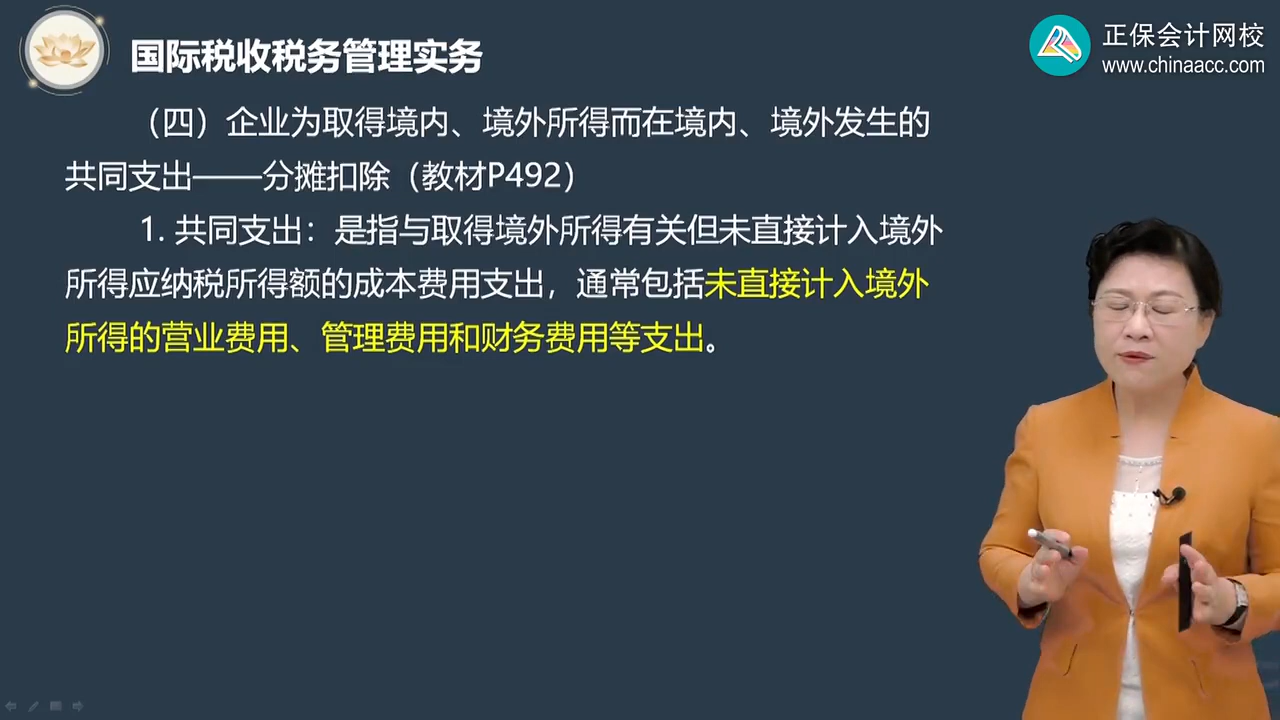 国际税收税务管理实务
正保会计网校
www.chinaacc.com
（四）企业为取得境内、境外所得而在境内、境外发生的
共同支出——分摊扣除（教材P492）
1. 共同支出：是指与取得境外所得有关但未直接计入境外
所得应纳税所得额的成本费用支出，通常包括未直接计入境外
所得的营业费用、管理费用和财务费用等支出。